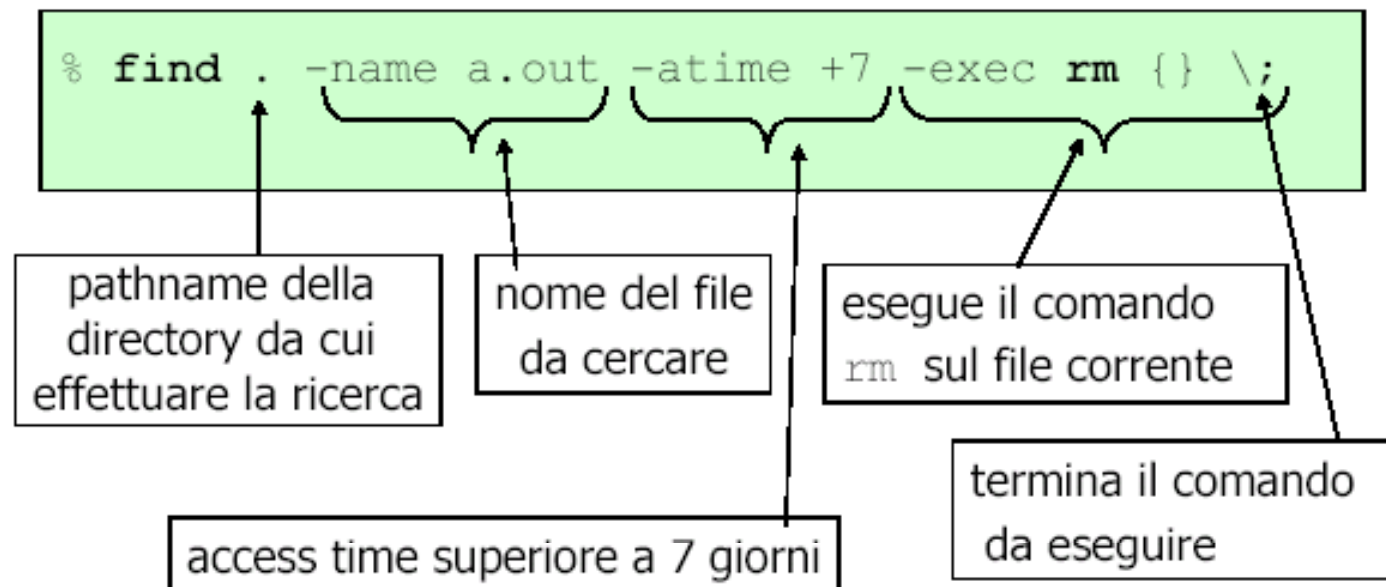 % find . -name a.out -atime +7 -exec rm {} \;
pathname della
directory da cui
effettuare la ricerca
nome del file
da cercare
esegue il comando
rm sul file corrente
termina il comando
da eseguire
access time superiore a 7 giorni